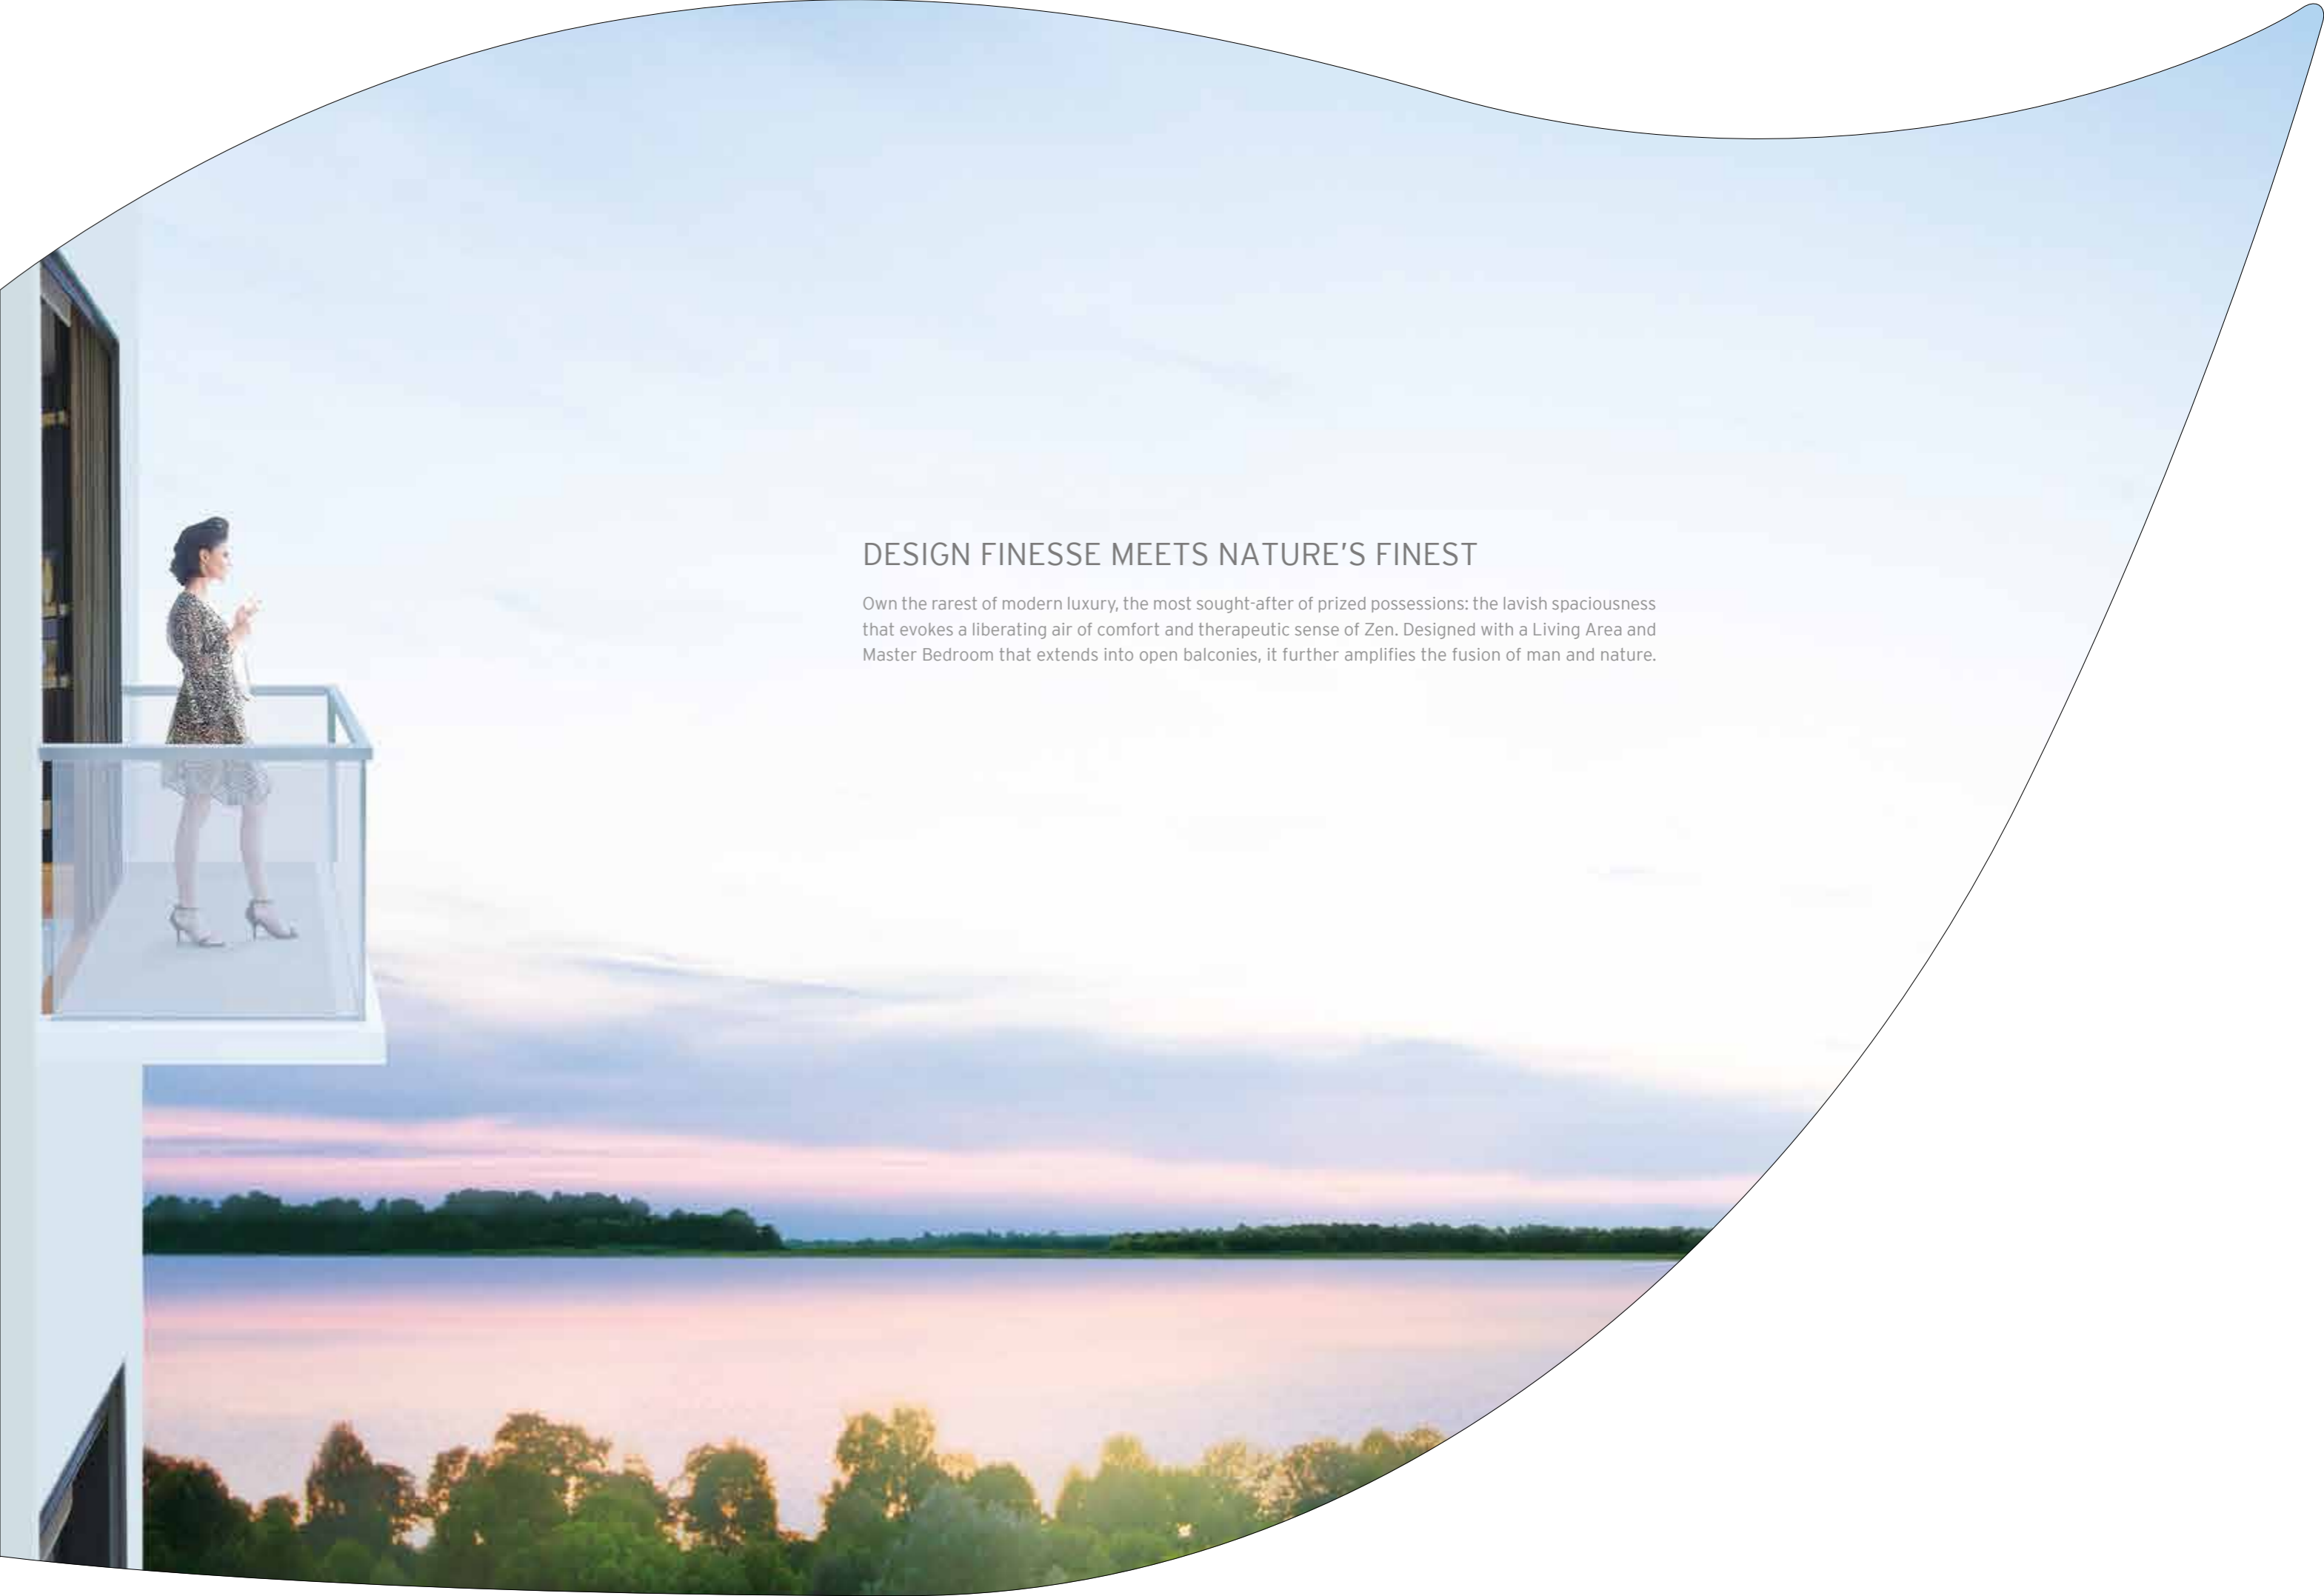 DESIGN FINESSE MEETS NATURE'S FINEST
Own the rarest of modern luxury, the most sought-after of prized possessions: the lavish spaciousness
that evokes a liberating air of comfort and therapeutic sense of Zen. Designed with a Living Area and
Master Bedroom that extends into open balconies, it further amplifies the fusion of man and nature.